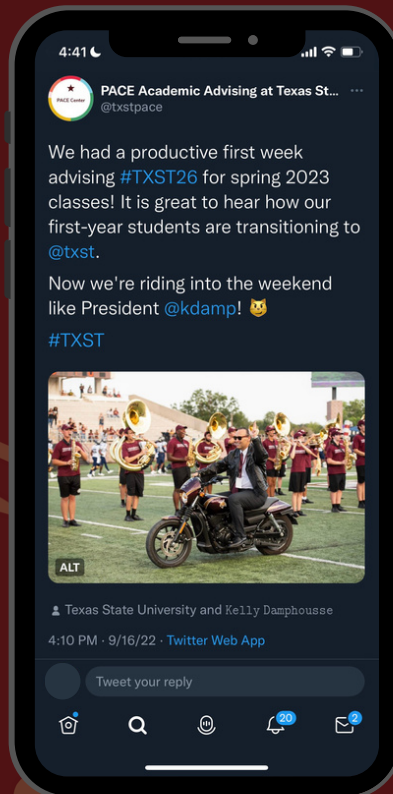 4:41
PACE Center
PACE Academic Advising at Texas St...
@txstpace
We had a productive first week
advising #TXST26 for spring 2023
classes! It is great to hear how our
first-year students are transitioning to
@txst.
Now we're riding into the weekend
like President @kdamp!
#TXST
ALT
Texas State University and Kelly Damphousse
4:10 PM · 9/16/22 · Twitter Web App
Tweet your reply
20
2